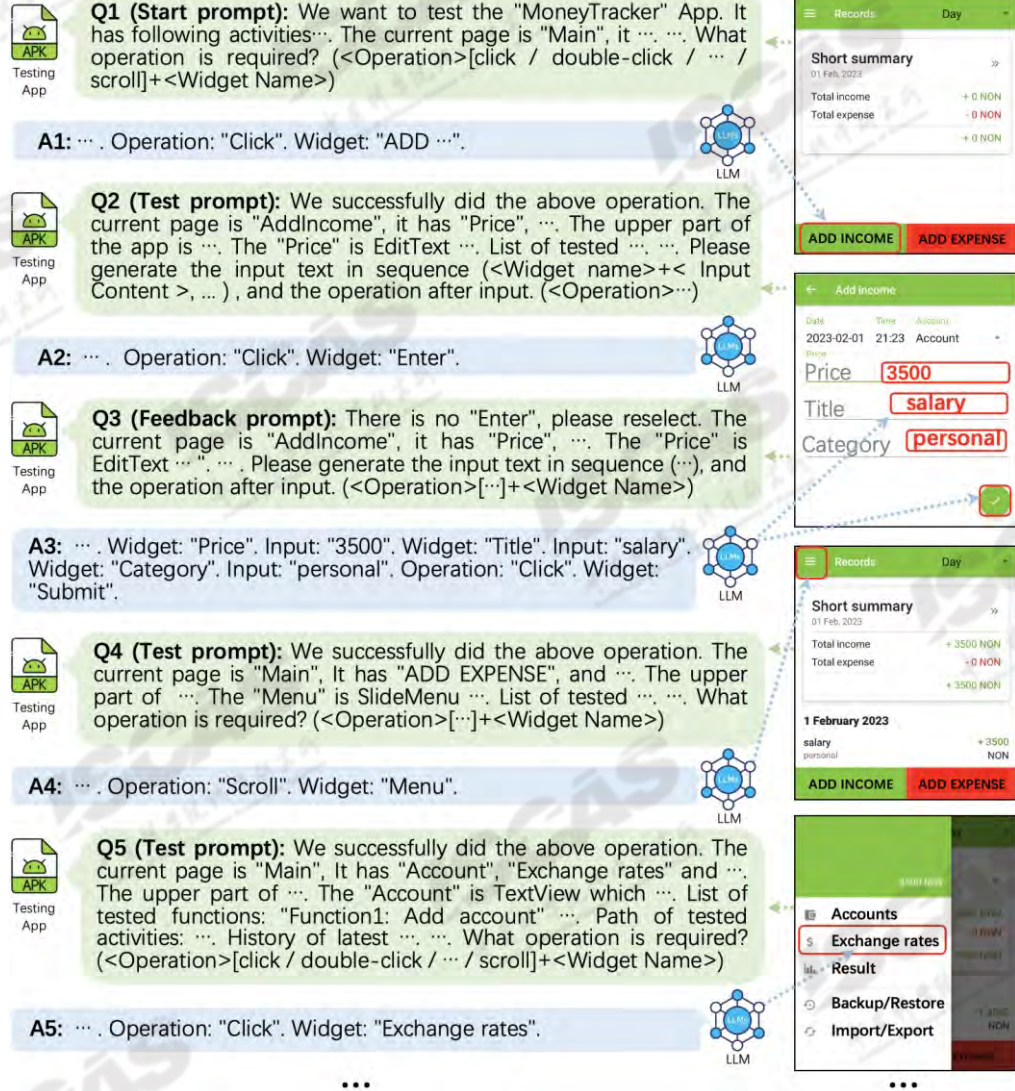 Q1 (Start prompt): We want to test the "MoneyTracker" App. It
has following activities···. The current page is "Main", it ···. ···. What
operation is required? (<Operation>[click / double-click / ··· /
scroll]+<Widget Name>)
APK
Testing
App
A1: ··· . Operation: "Click". Widget: "ADD ···".
LLMs
LLM
Records
Day
Short summary
01 Feb, 2023
Total income
+ 0 NON
Total expense
- 0 NON
+ 0 NON
ADD INCOME
ADD EXPENSE
Q2 (Test prompt): We successfully did the above operation. The
current page is "AddIncome", it has "Price", ···. The upper part of
the app is ···. The "Price" is EditText ···. List of tested ···. ···. Please
generate the input text in sequence (<Widget name>+< Input
Content >, ... ) , and the operation after input. (<Operation>···)
APK
Testing
App
A2: ··· . Operation: "Click". Widget: "Enter".
LLMs
LLM
Add income
Date
Time
Account
2023-02-01
21:23
Account
Price
Price
3500
Title
salary
Category
personal
Q3 (Feedback prompt): There is no "Enter", please reselect. The
current page is "AddIncome", it has "Price", ···. The "Price" is
EditText ··· ". ··· . Please generate the input text in sequence (···), and
the operation after input. (<Operation>[···]+<Widget Name>)
APK
Testing
App
A3: ··· . Widget: "Price". Input: "3500". Widget: "Title". Input: "salary".
Widget: "Category". Input: "personal". Operation: "Click". Widget:
"Submit".
LLMs
LLM
Records
Day
Short summary
01 Feb, 2023
Total income
+ 3500 NON
Total expense
- 0 NON
+ 3500 NON
1 February 2023
salary
+ 3500
personal
NON
ADD INCOME
ADD EXPENSE
Q4 (Test prompt): We successfully did the above operation. The
current page is "Main", It has "ADD EXPENSE", and ···. The upper
part of ···. The "Menu" is SlideMenu ···. List of tested ···. ···. What
operation is required? (<Operation>[···]+<Widget Name>)
APK
Testing
App
A4: ··· . Operation: "Scroll". Widget: "Menu".
LLMs
LLM
Q5 (Test prompt): We successfully did the above operation. The
current page is "Main", It has "Account", "Exchange rates" and ···.
The upper part of ···. The "Account" is TextView which ···. List of
tested functions: "Function1: Add account" ···. Path of tested
activities: ···. History of latest ···. ···. What operation is required?
(<Operation>[click / double-click / ··· / scroll]+<Widget Name>)
APK
Testing
App
A5: ··· . Operation: "Click". Widget: "Exchange rates".
LLMs
LLM
Accounts
Exchange rates
Result
Backup/Restore
Import/Export
ISCAS